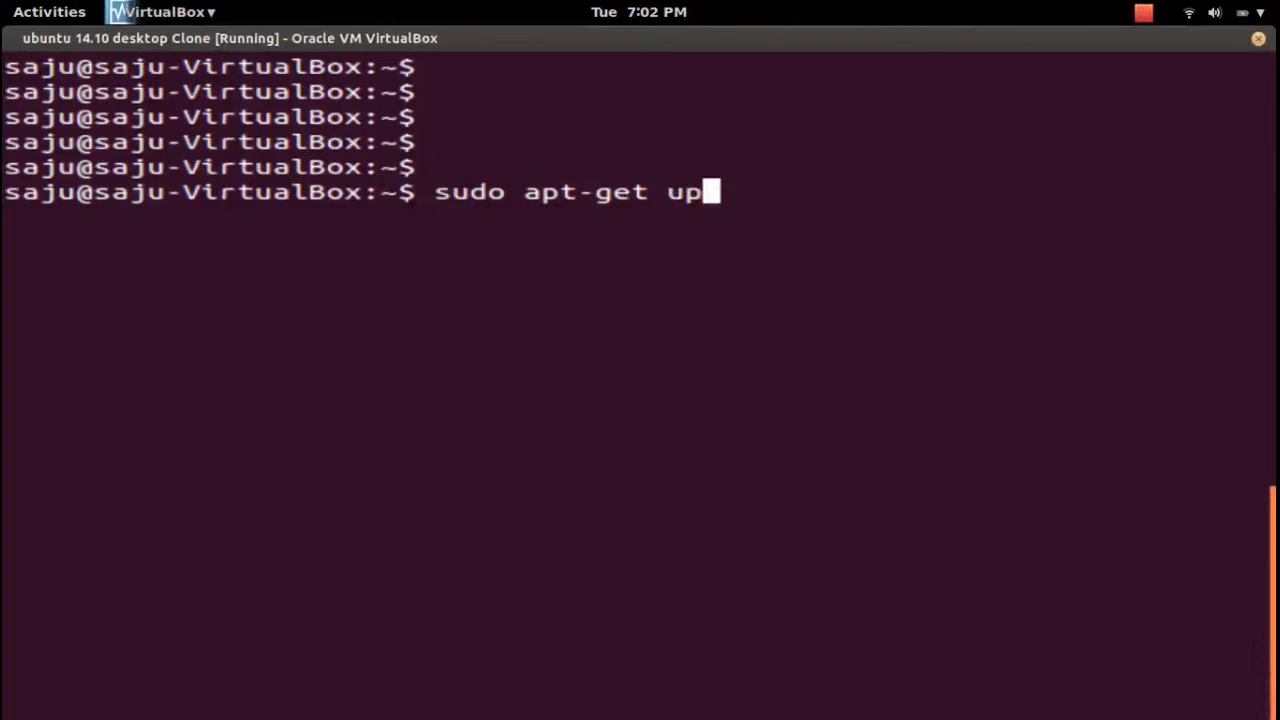 Activities VirtualBox ▾ Tue 7:02 PM
ubuntu 14.10 desktop Clone [Running] - Oracle VM VirtualBox
saju@saju-VirtualBox:~$
saju@saju-VirtualBox:~$
saju@saju-VirtualBox:~$
saju@saju-VirtualBox:~$
saju@saju-VirtualBox:~$
saju@saju-VirtualBox:~$ sudo apt-get up